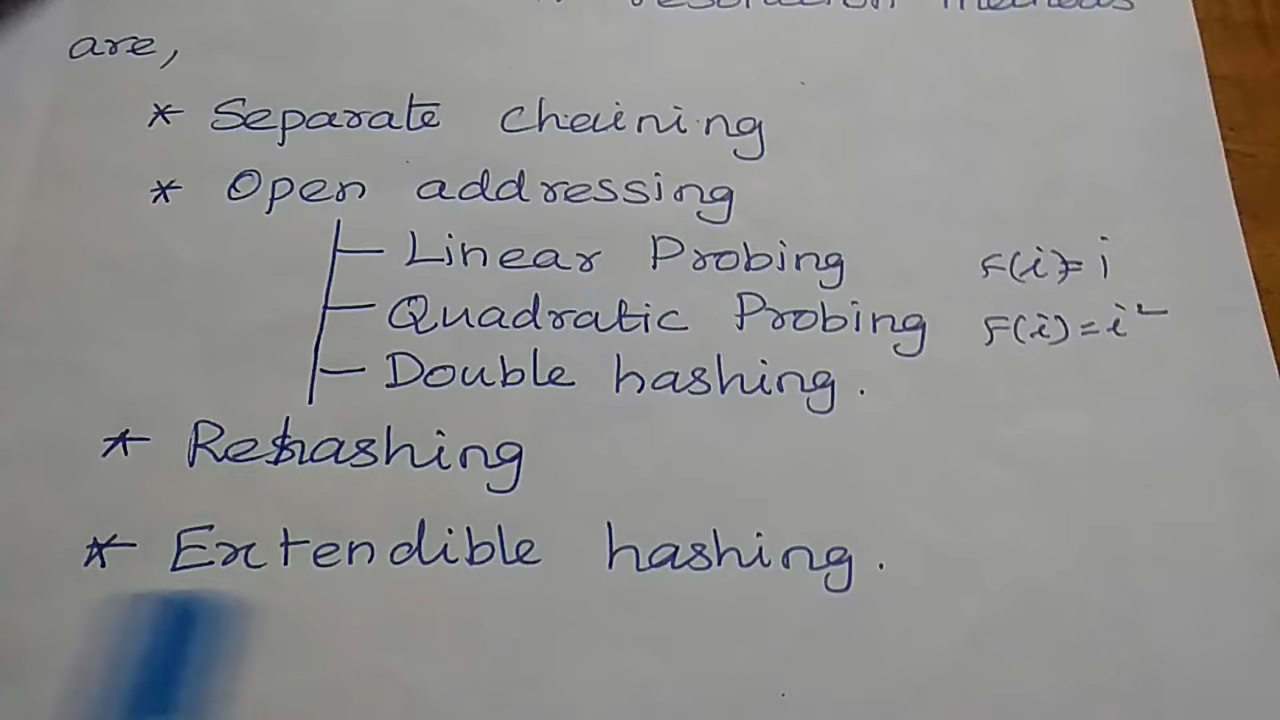 are,
* Separate chaining
* Open addressing
Linear Probing F(i)=i
Quadratic Probing F(i)=i²
Double hashing.
* Rehashing
* Extendible hashing.